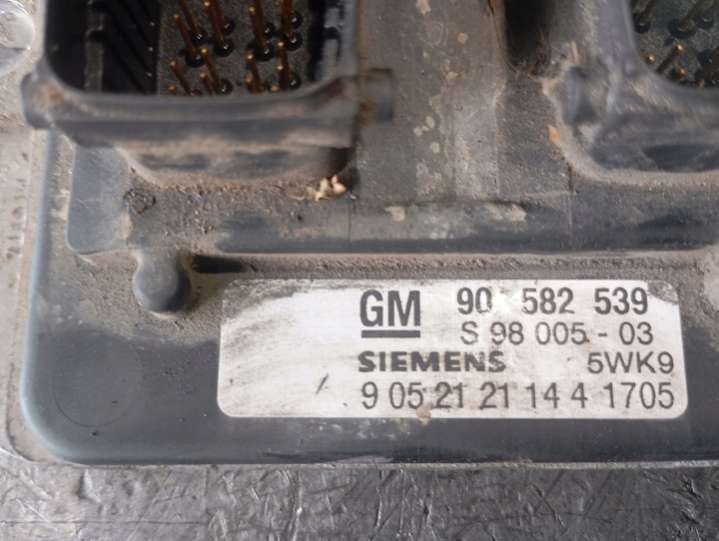 GM 90 582 539
S 98 005 - 03
SIEMENS 5WK9
9 05 21 21 14 4 1705